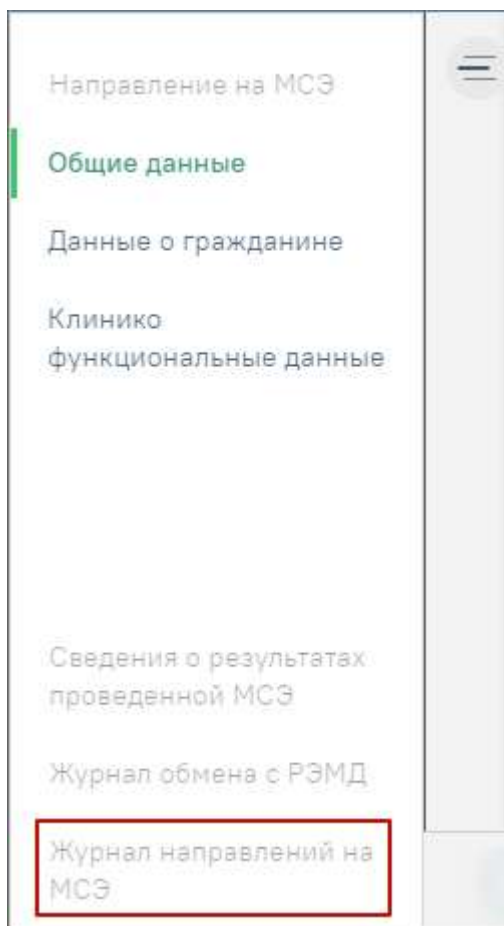 Направление на МСЭ
Общие данные
Данные о гражданине
Клинико
функциональные данные
Сведения о результатах
проведенной МСЭ
Журнал обмена с РЭМД
Журнал направлений на
МСЭ